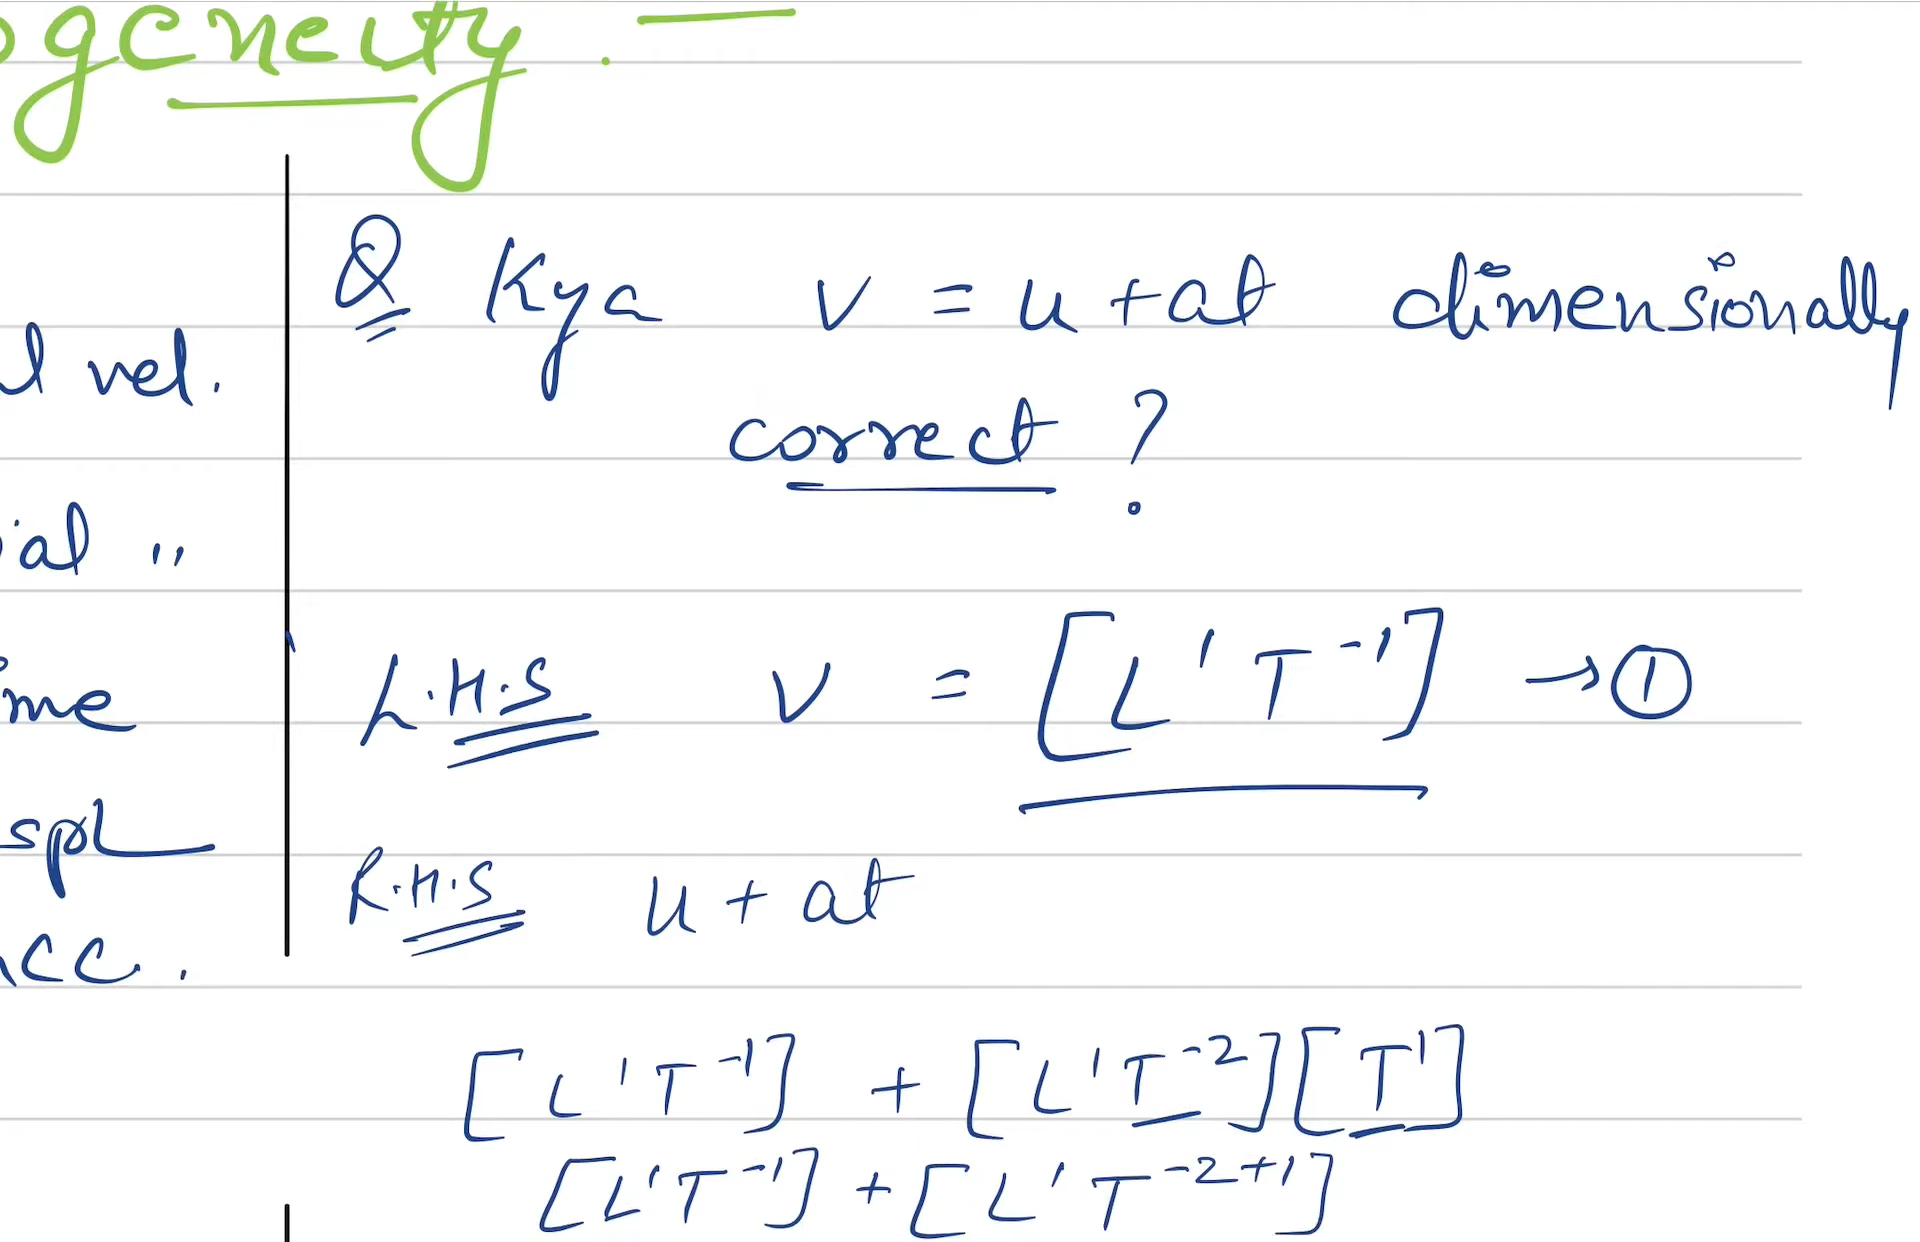 ogeneity. —
Q Kya v = u + at dimensionally
correct ?
l vel.
ial "
me
spl
acc.
L.H.S v = [L¹T⁻¹] → ①
R.H.S u + at
[L¹T⁻¹] + [L¹T⁻²][T¹]
[L¹T⁻¹] + [L¹T⁻²⁺¹]